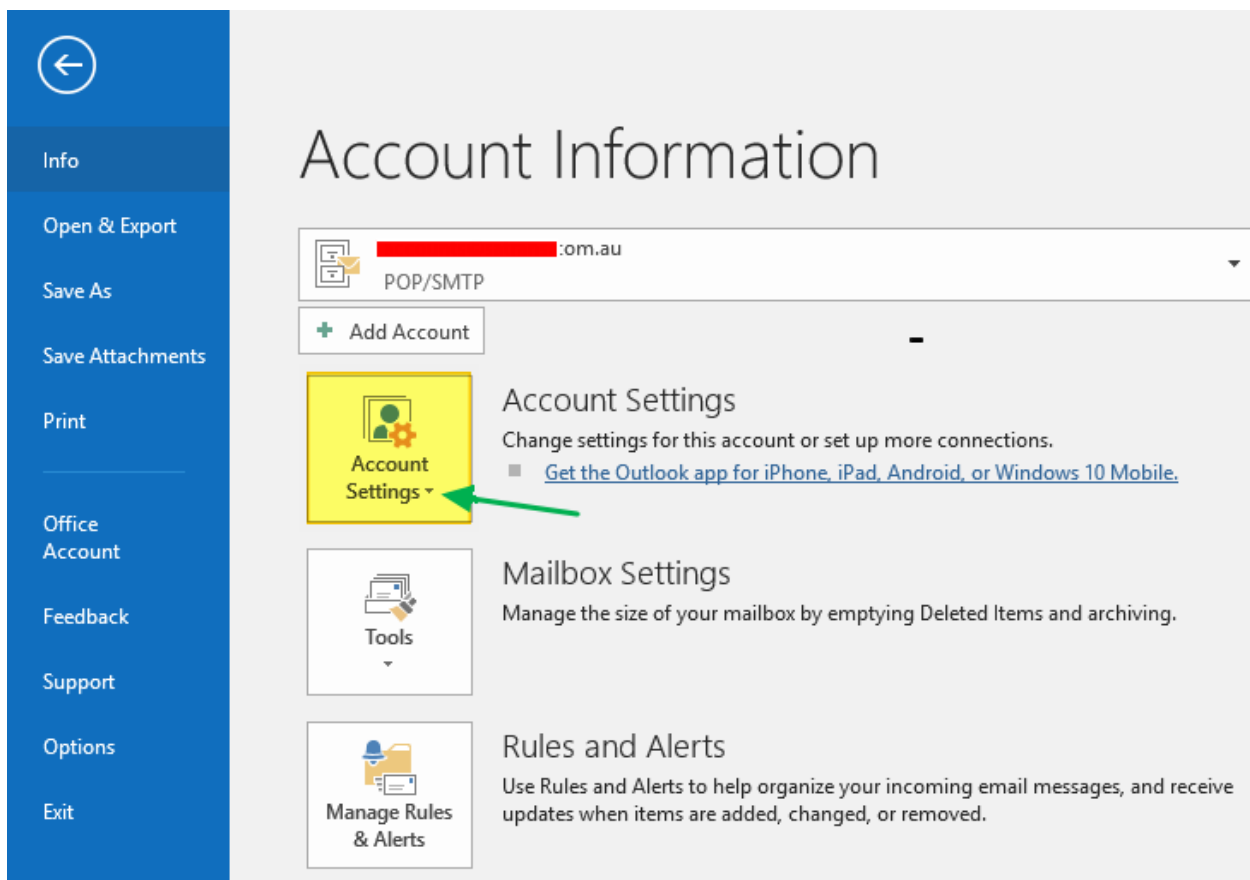 Info
Open & Export
Save As
Save Attachments
Print
Office
Account
Feedback
Support
Options
Exit
Account Information
:om.au
POP/SMTP
Add Account
Account
Settings
Account Settings
Change settings for this account or set up more connections.
Get the Outlook app for iPhone, iPad, Android, or Windows 10 Mobile.
Tools
Mailbox Settings
Manage the size of your mailbox by emptying Deleted Items and archiving.
Manage Rules
& Alerts
Rules and Alerts
Use Rules and Alerts to help organize your incoming email messages, and receive
updates when items are added, changed, or removed.